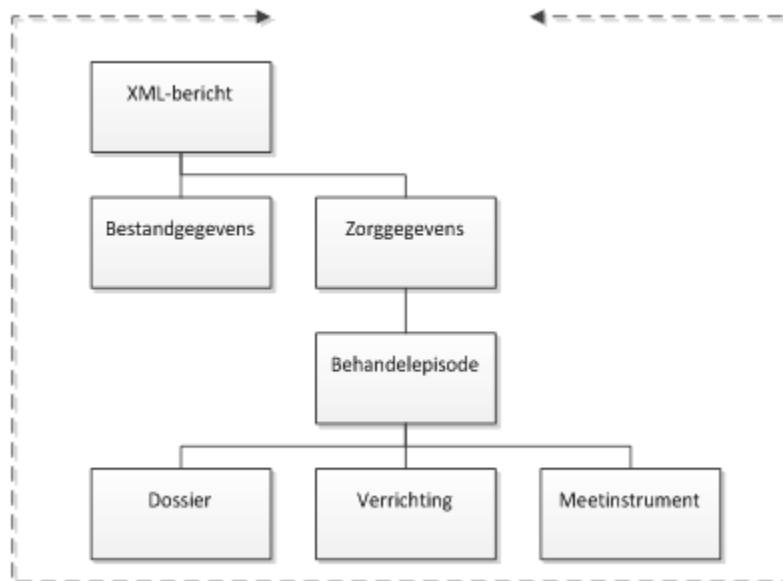 XML-bericht
Bestandgegevens
Zorggegevens
Behandelepisode
Dossier
Verrichting
Meetinstrument